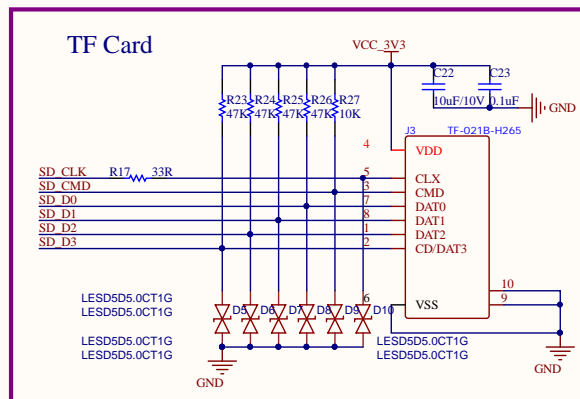 TF Card
VCC_3V3
C22 C23
10uF/10V 0.1uF
GND
R23 R24 R25 R26 R27
47K 47K 47K 47K 10K
J3 TF-021B-H265
4 VDD
SD_CLK R17 33R 5 CLX
SD_CMD 3 CMD
SD_D0 7 DAT0
SD_D1 8 DAT1
SD_D2 1 DAT2
SD_D3 2 CD/DAT3
10
9
6 VSS
LESD5D5.0CT1G
LESD5D5.0CT1G
D5 D6 D7 D8 D9 D10
LESD5D5.0CT1G
LESD5D5.0CT1G
LESD5D5.0CT1G
LESD5D5.0CT1G
GND
GND